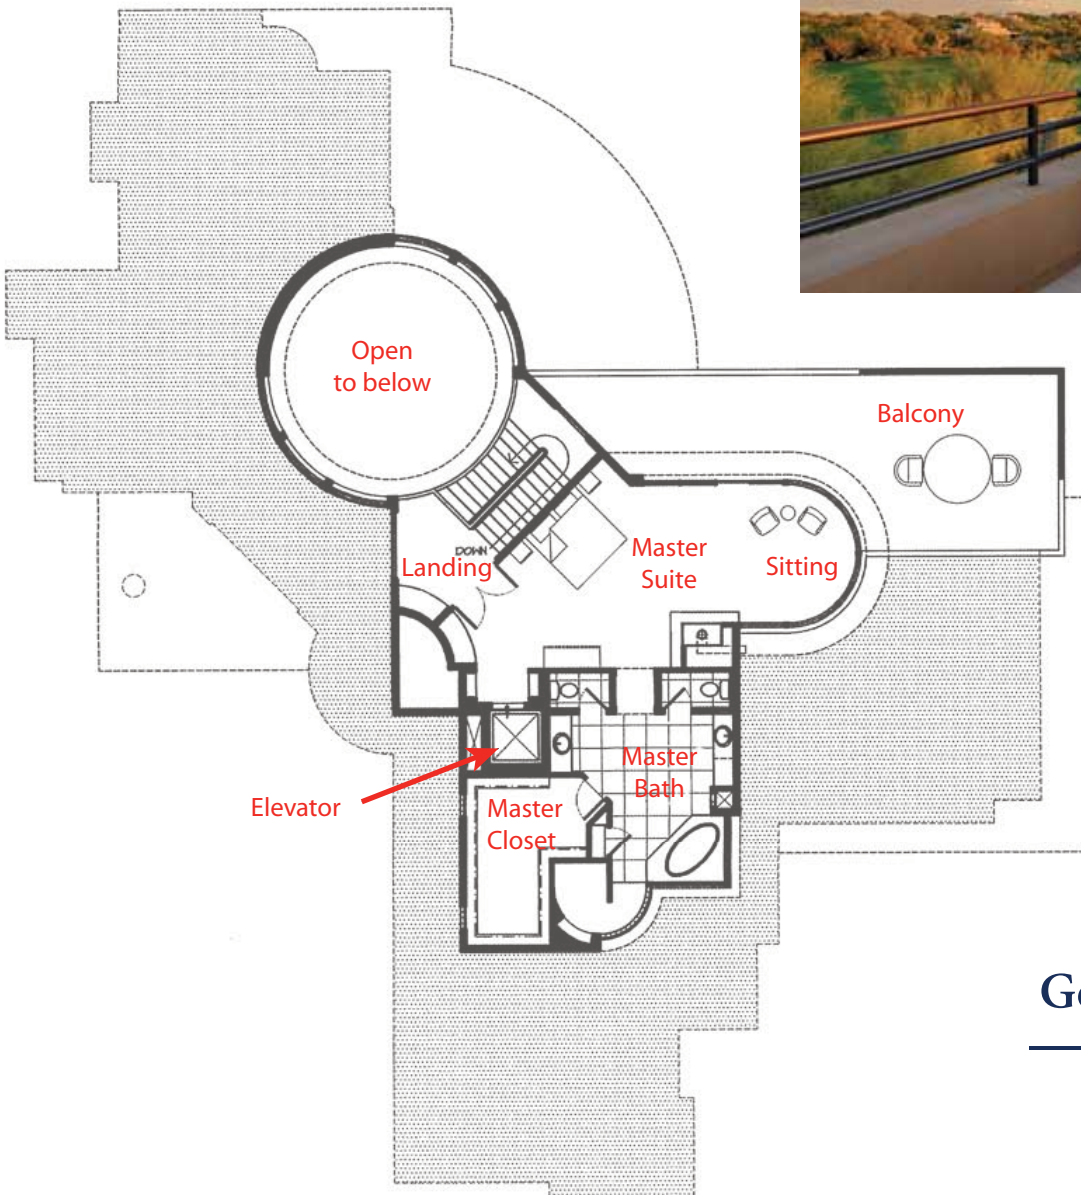 Open
to below
Balcony
DOWN
Landing
Master
Suite
Sitting
Master
Bath
Elevator
Master
Closet